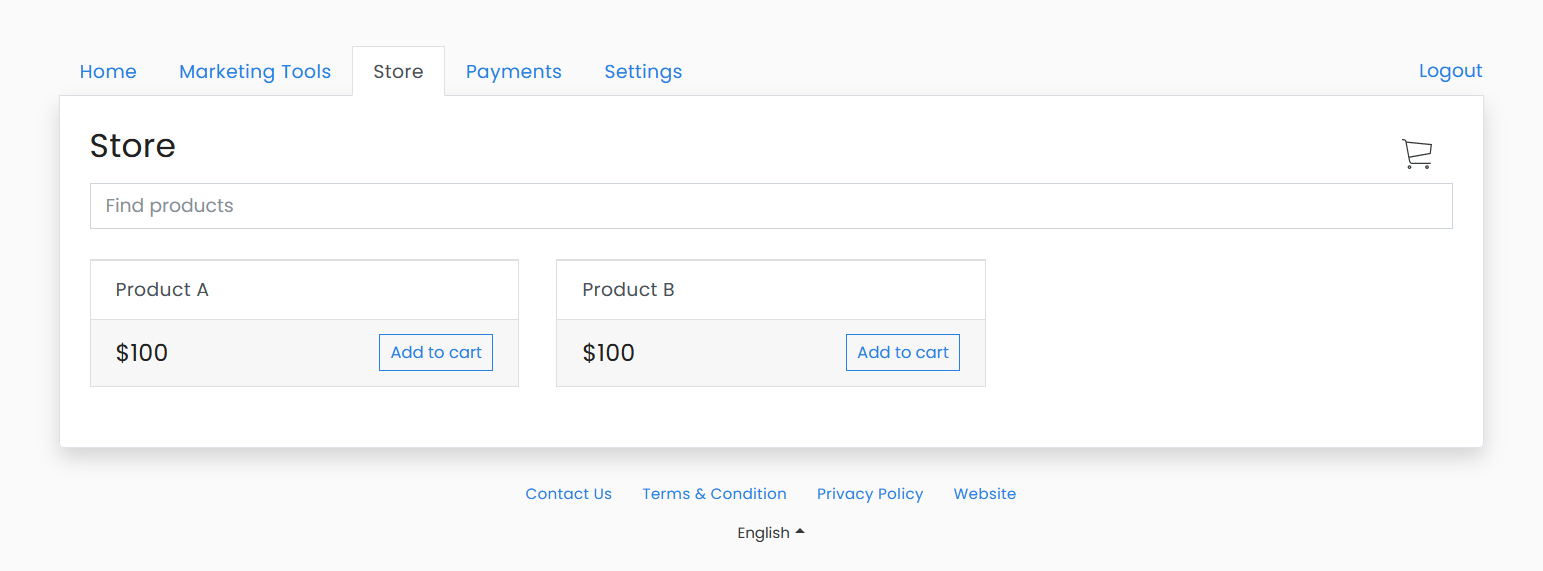 Home Marketing Tools Store Payments Settings Logout
Store
Find products
Product A Product B
$100 Add to cart $100 Add to cart
Contact Us Terms & Condition Privacy Policy Website
English